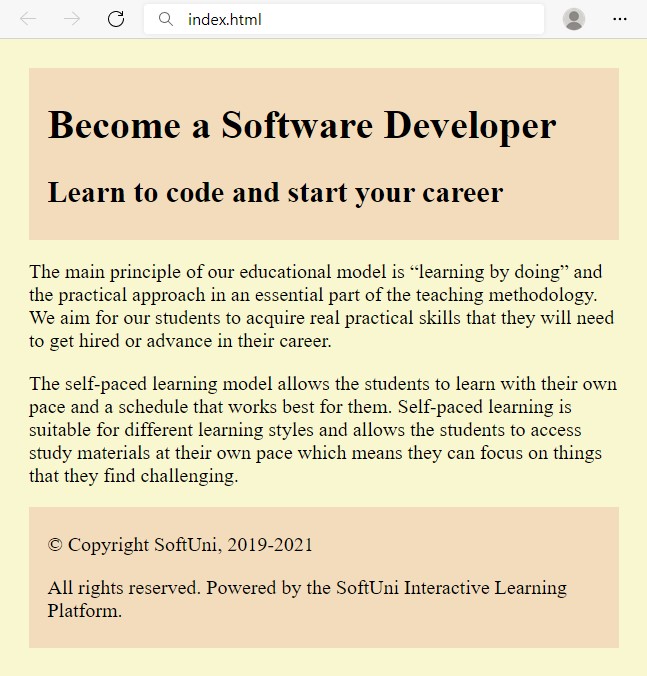 index.html
Become a Software Developer
Learn to code and start your career
The main principle of our educational model is “learning by doing” and
the practical approach in an essential part of the teaching methodology.
We aim for our students to acquire real practical skills that they will need
to get hired or advance in their career.
The self-paced learning model allows the students to learn with their own
pace and a schedule that works best for them. Self-paced learning is
suitable for different learning styles and allows the students to access
study materials at their own pace which means they can focus on things
that they find challenging.
© Copyright SoftUni, 2019-2021
All rights reserved. Powered by the SoftUni Interactive Learning
Platform.